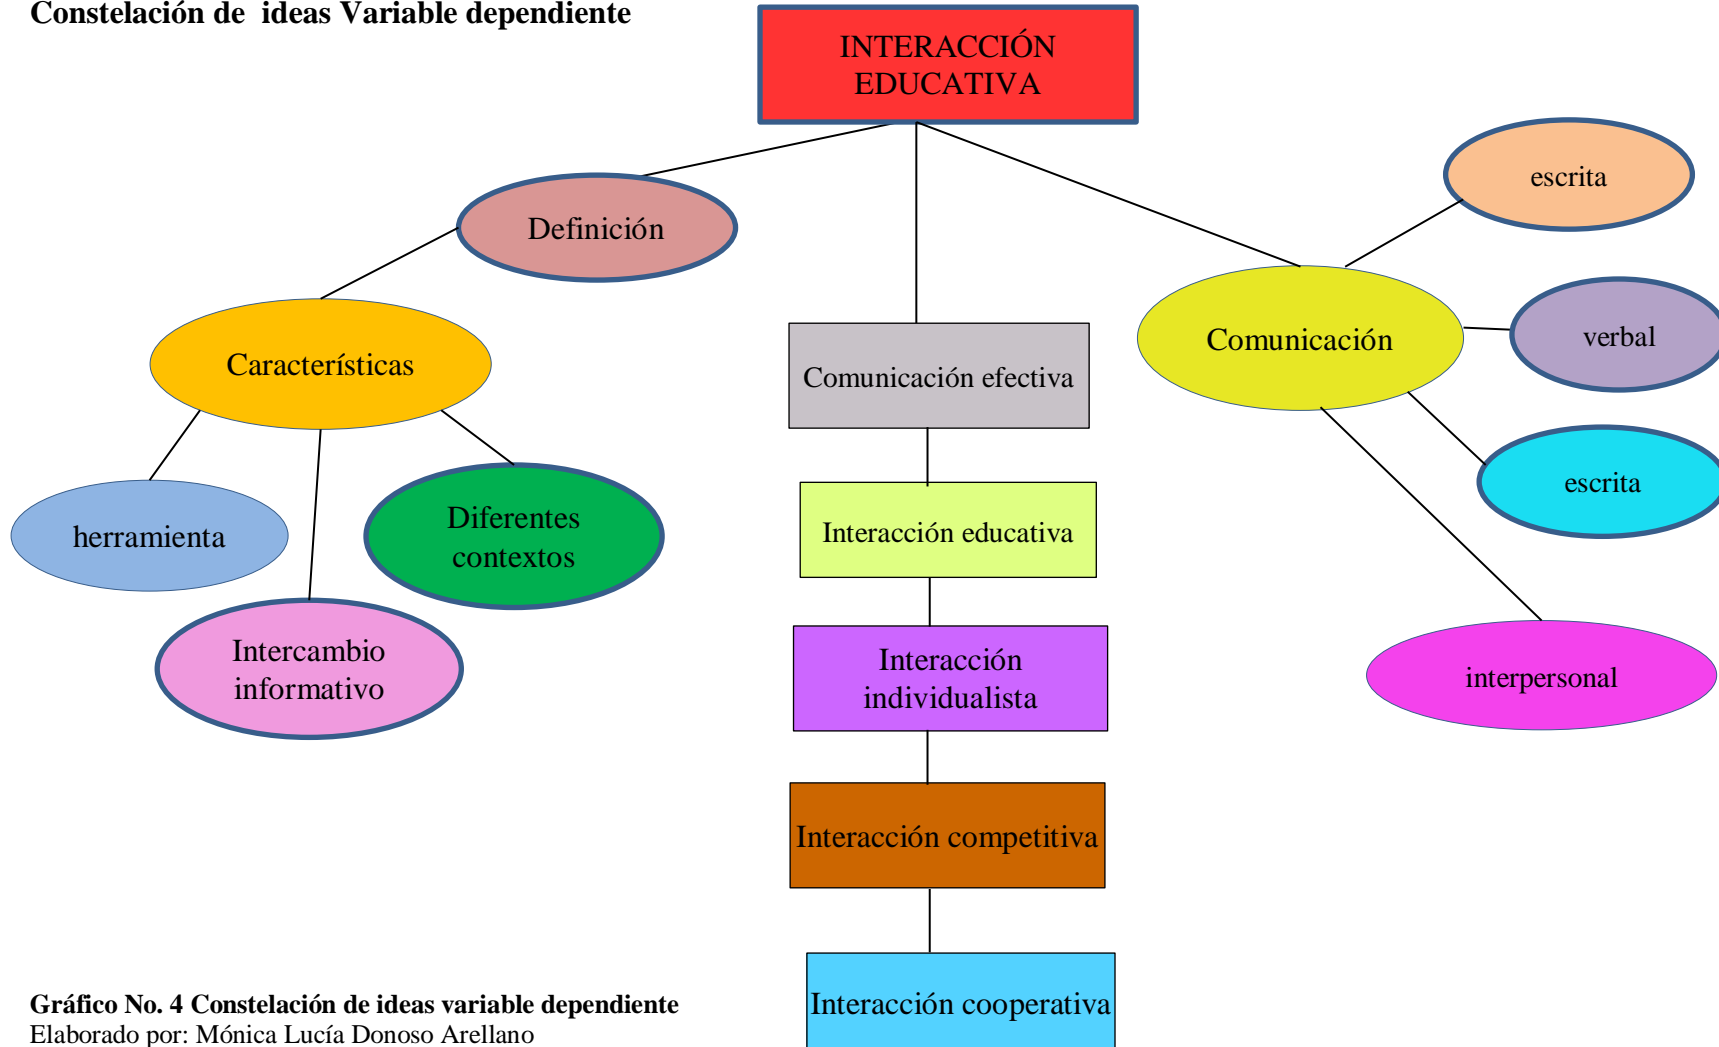 Constelación de ideas Variable dependiente
INTERACCIÓN
EDUCATIVA
Definición
Características
herramienta
Intercambio
informativo
Diferentes
contextos
Comunicación efectiva
Interacción educativa
Interacción
individualista
Interacción competitiva
Interacción cooperativa
Comunicación
escrita
verbal
escrita
interpersonal
Gráfico No. 4 Constelación de ideas variable dependiente
Elaborado por: Mónica Lucía Donoso Arellano